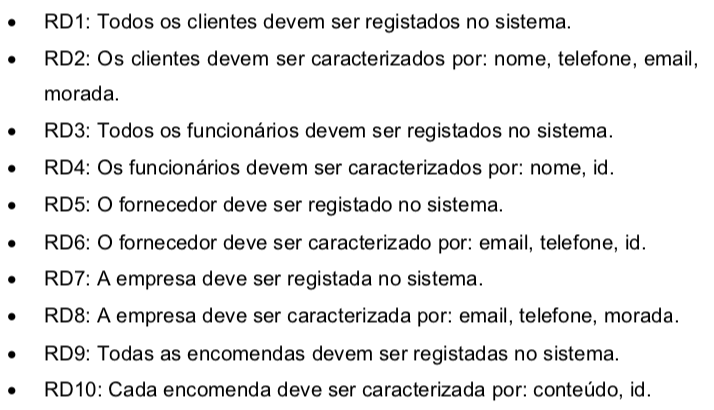 • RD1: Todos os clientes devem ser registados no sistema.
• RD2: Os clientes devem ser caracterizados por: nome, telefone, email,
morada.
• RD3: Todos os funcionários devem ser registados no sistema.
• RD4: Os funcionários devem ser caracterizados por: nome, id.
• RD5: O fornecedor deve ser registado no sistema.
• RD6: O fornecedor deve ser caracterizado por: email, telefone, id.
• RD7: A empresa deve ser registada no sistema.
• RD8: A empresa deve ser caracterizada por: email, telefone, morada.
• RD9: Todas as encomendas devem ser registadas no sistema.
• RD10: Cada encomenda deve ser caracterizada por: conteúdo, id.